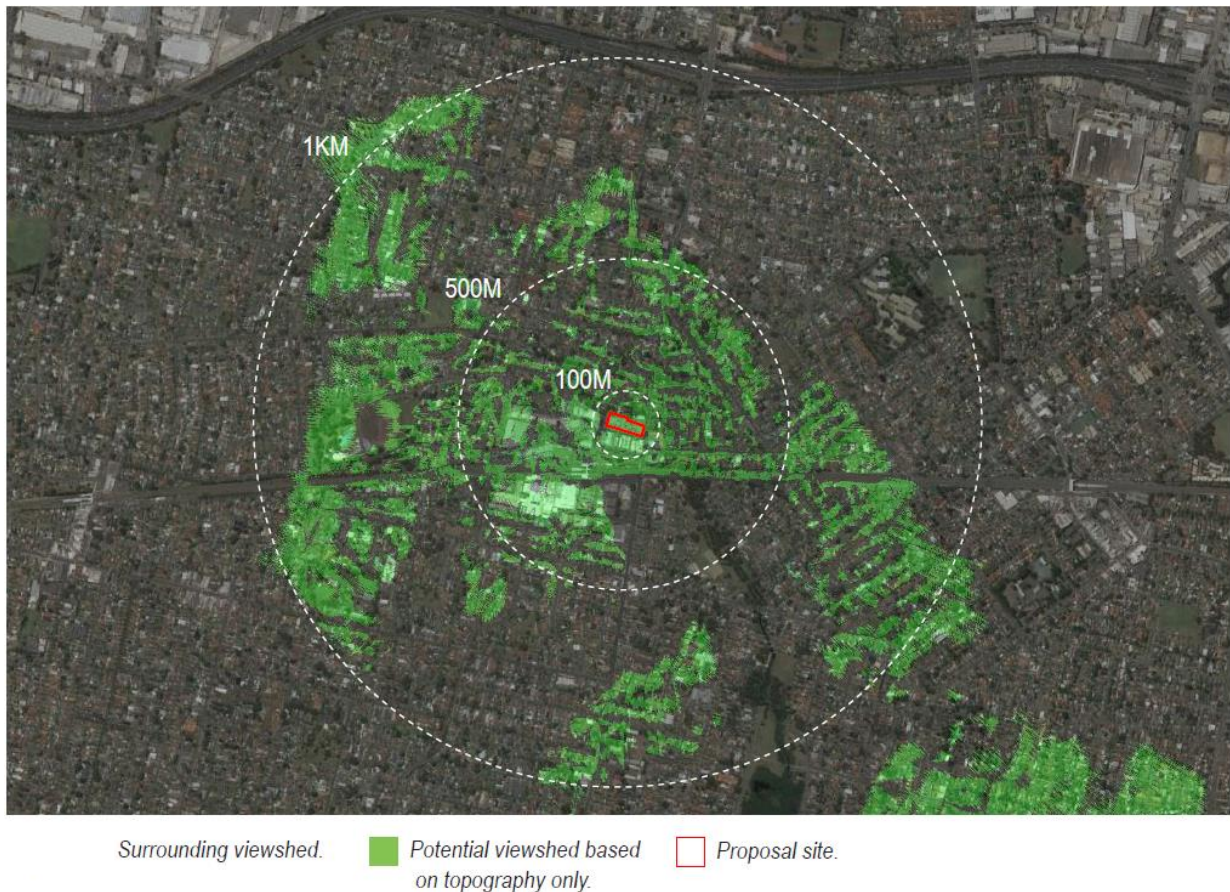 1KM
500M
100M
Surrounding viewshed.
Potential viewshed based
on topography only.
Proposal site.